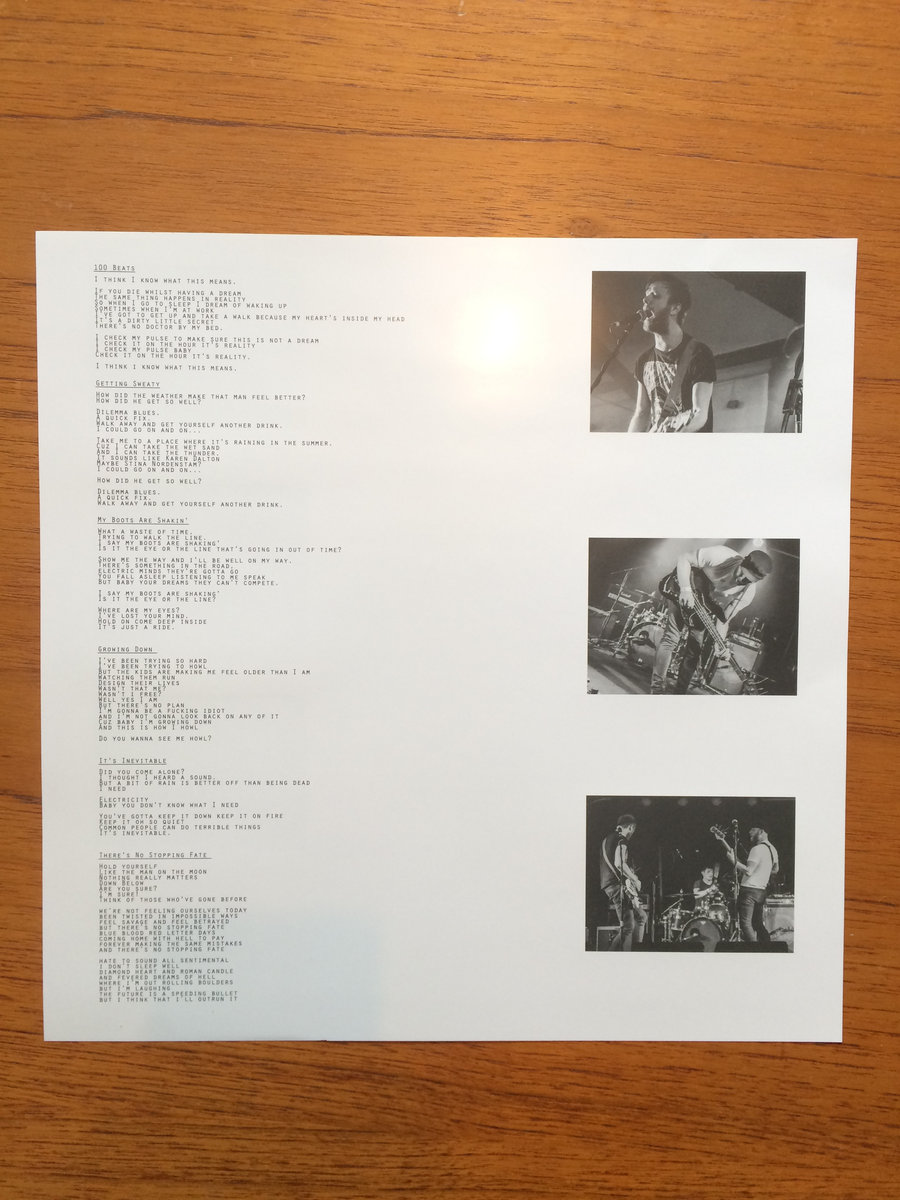 100 Beats
I think I know what this means.
If you die whilst having a dream
The same thing happens in reality
So when I go to sleep I dream of waking up
Sometimes when I'm at work
I've got to get up and take a walk because my heart's inside my head
It's a dirty little secret
There's no doctor by my bed.
I check my pulse to make sure this is not a dream
I check it on the hour it's reality
I check my pulse baby
Check it on the hour it's reality.
I think I know what this means.
Getting Sweaty
How did the weather make that man feel better?
How did he get so well?
Dilemma blues.
A quick fix.
Walk away and get yourself another drink.
I could go on and on...
Take me to a place where it's raining in the summer.
Cuz I can take the wet sand
And I can take the thunder.
It sounds like Karen Dalton
Maybe Stina Nordenstam?
I could go on and on...
How did he get so well?
Dilemma blues.
A quick fix.
Walk away and get yourself another drink.
My Boots Are Shakin'
What a waste of time.
Trying to walk the line.
I say my boots are shaking'
Is it the eye or the line that's going in out of time?
Show me the way and I'll be well on my way.
There's something in the road.
electric minds they're gotta go
You fall asleep listening to me speak
But baby your dreams they can't compete.
I say my boots are shaking'
Is it the eye or the line?
Where are my eyes?
I've lost your mind.
Hold on come deep inside
It's just a ride.
Growing Down
I've been trying so hard
I've been trying to howl
But the kids are making me feel older than I am
Watching them run
Design their lives
Wasn't that me?
Wasn't I free?
Well yes I am
But there's no plan
I'm gonna be a fucking idiot
and I'm not gonna look back on any of it
Cuz baby I'm growing down
And this is how I howl
Do you wanna see me howl?
It's Inevitable
Did you come alone?
I thought I heard a sound.
But a bit of rain is better off than being dead
I need
Electricity
Baby you don't know what I need
You've gotta keep it down keep it on fire
Keep it oh so quiet
Common people can do terrible things
It's inevitable.
There's No Stopping Fate
Hold yourself
Like the man on the moon
Nothing really matters
Down Below
Are you sure?
I'm sure!
Think of those who've gone before
We're not feeling ourselves today
been twisted in impossible ways
feel savage and feel betrayed
But there's no stopping fate
blue blood red letter days
coming home with hell to pay
forever making the same mistakes
and there's no stopping fate
hate to sound all sentimental
I don't sleep well
diamond heart and roman candle
and fevered dreams of hell
where I'm out rolling boulders
but I'm laughing
the future is a speeding bullet
but I think that I'll outrun it